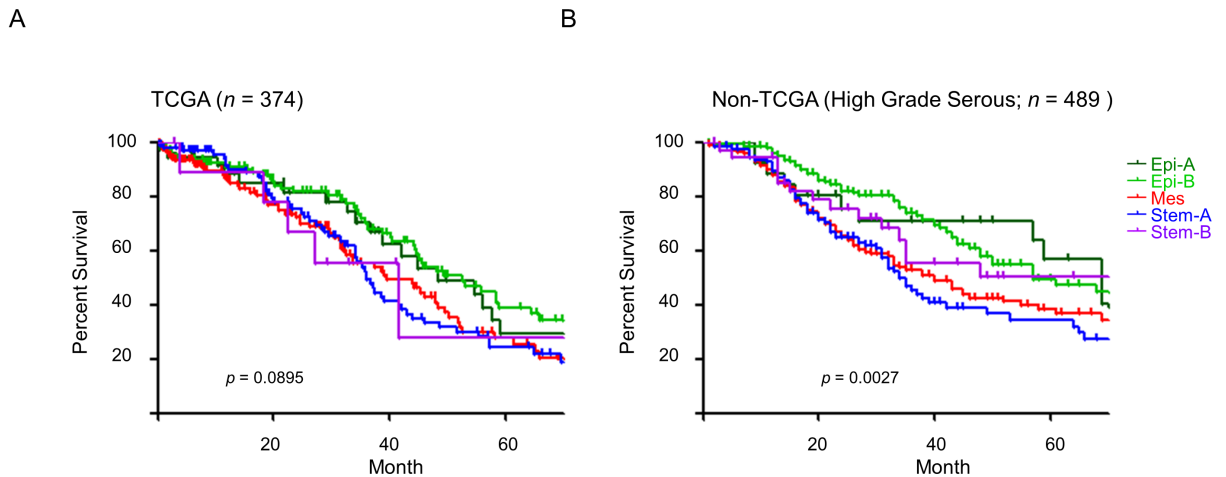 A
B
TCGA (n = 374)
Non-TCGA (High Grade Serous; n = 489 )
Percent Survival
100
80
60
40
20
p = 0.0895
20
40
60
Month
Percent Survival
100
80
60
40
20
p = 0.0027
20
40
60
Month
Epi-A
Epi-B
Mes
Stem-A
Stem-B